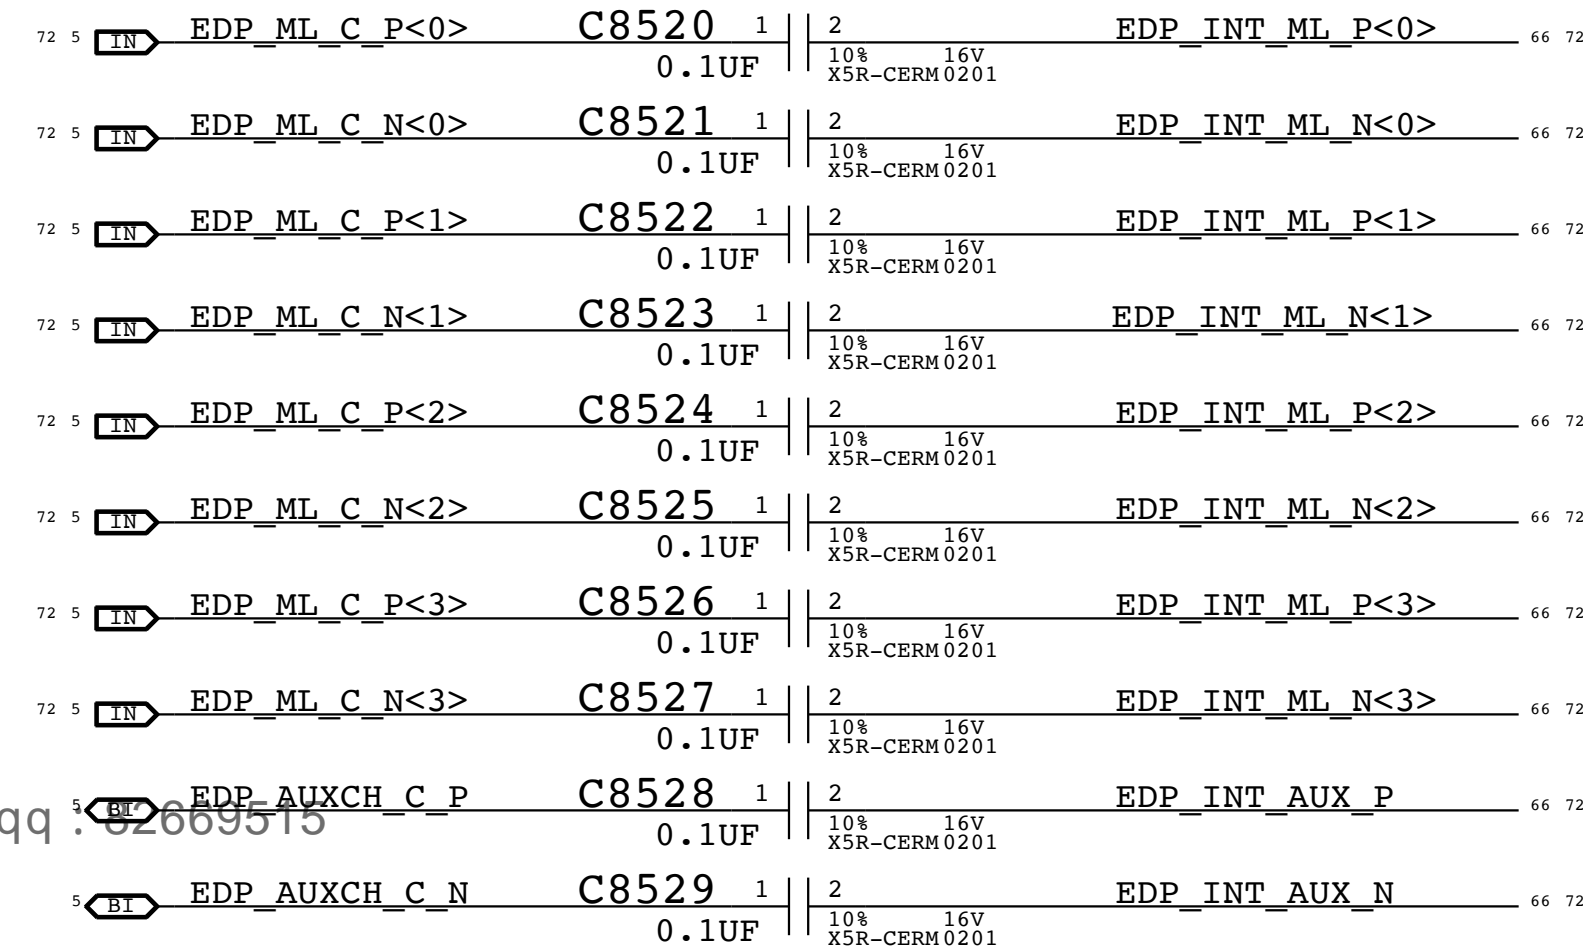 72 5 IN EDP_ML_C_P<0> C8520 1 2 EDP_INT_ML_P<0> 66 72
0.1UF 10% 16V
X5R-CERM 0201
72 5 IN EDP_ML_C_N<0> C8521 1 2 EDP_INT_ML_N<0> 66 72
0.1UF 10% 16V
X5R-CERM 0201
72 5 IN EDP_ML_C_P<1> C8522 1 2 EDP_INT_ML_P<1> 66 72
0.1UF 10% 16V
X5R-CERM 0201
72 5 IN EDP_ML_C_N<1> C8523 1 2 EDP_INT_ML_N<1> 66 72
0.1UF 10% 16V
X5R-CERM 0201
72 5 IN EDP_ML_C_P<2> C8524 1 2 EDP_INT_ML_P<2> 66 72
0.1UF 10% 16V
X5R-CERM 0201
72 5 IN EDP_ML_C_N<2> C8525 1 2 EDP_INT_ML_N<2> 66 72
0.1UF 10% 16V
X5R-CERM 0201
72 5 IN EDP_ML_C_P<3> C8526 1 2 EDP_INT_ML_P<3> 66 72
0.1UF 10% 16V
X5R-CERM 0201
72 5 IN EDP_ML_C_N<3> C8527 1 2 EDP_INT_ML_N<3> 66 72
0.1UF 10% 16V
X5R-CERM 0201
5 BI EDP_AUXCH_C_P C8528 1 2 EDP_INT_AUX_P 66 72
qq : 82669515
0.1UF 10% 16V
X5R-CERM 0201
5 BI EDP_AUXCH_C_N C8529 1 2 EDP_INT_AUX_N 66 72
0.1UF 10% 16V
X5R-CERM 0201